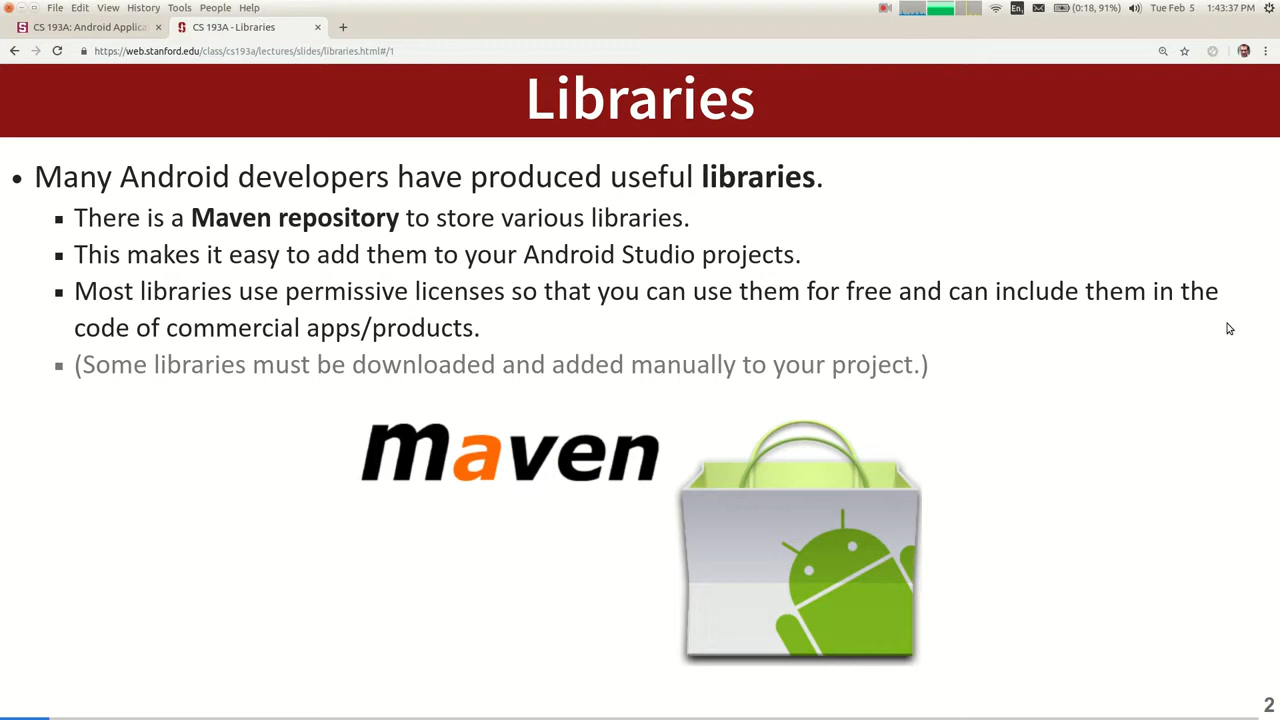 File Edit View History Tools People Help
En (0:18, 91%) Tue Feb 5 1:43:37 PM
CS 193A: Android Applica
CS 193A - Libraries
https://web.stanford.edu/class/cs193a/lectures/slides/libraries.html#/1
Libraries
• Many Android developers have produced useful libraries.
▪ There is a Maven repository to store various libraries.
▪ This makes it easy to add them to your Android Studio projects.
▪ Most libraries use permissive licenses so that you can use them for free and can include them in the
code of commercial apps/products.
▪ (Some libraries must be downloaded and added manually to your project.)
maven
2